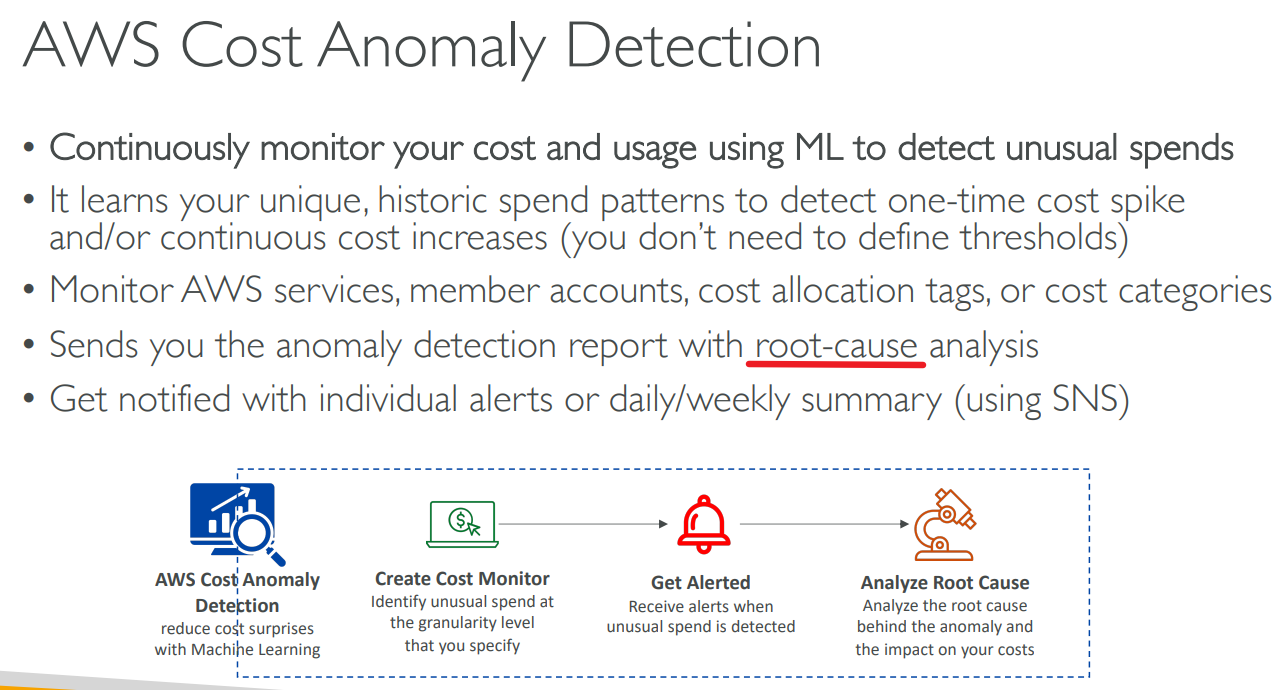 AWS Cost Anomaly Detection
• Continuously monitor your cost and usage using ML to detect unusual spends
• It learns your unique, historic spend patterns to detect one-time cost spike
and/or continuous cost increases (you don't need to define thresholds)
• Monitor AWS services, member accounts, cost allocation tags, or cost categories
• Sends you the anomaly detection report with root-cause analysis
• Get notified with individual alerts or daily/weekly summary (using SNS)
AWS Cost Anomaly
Detection
reduce cost surprises
with Machine Learning
Create Cost Monitor
Identify unusual spend at
the granularity level
that you specify
Get Alerted
Receive alerts when
unusual spend is detected
Analyze Root Cause
Analyze the root cause
behind the anomaly and
the impact on your costs